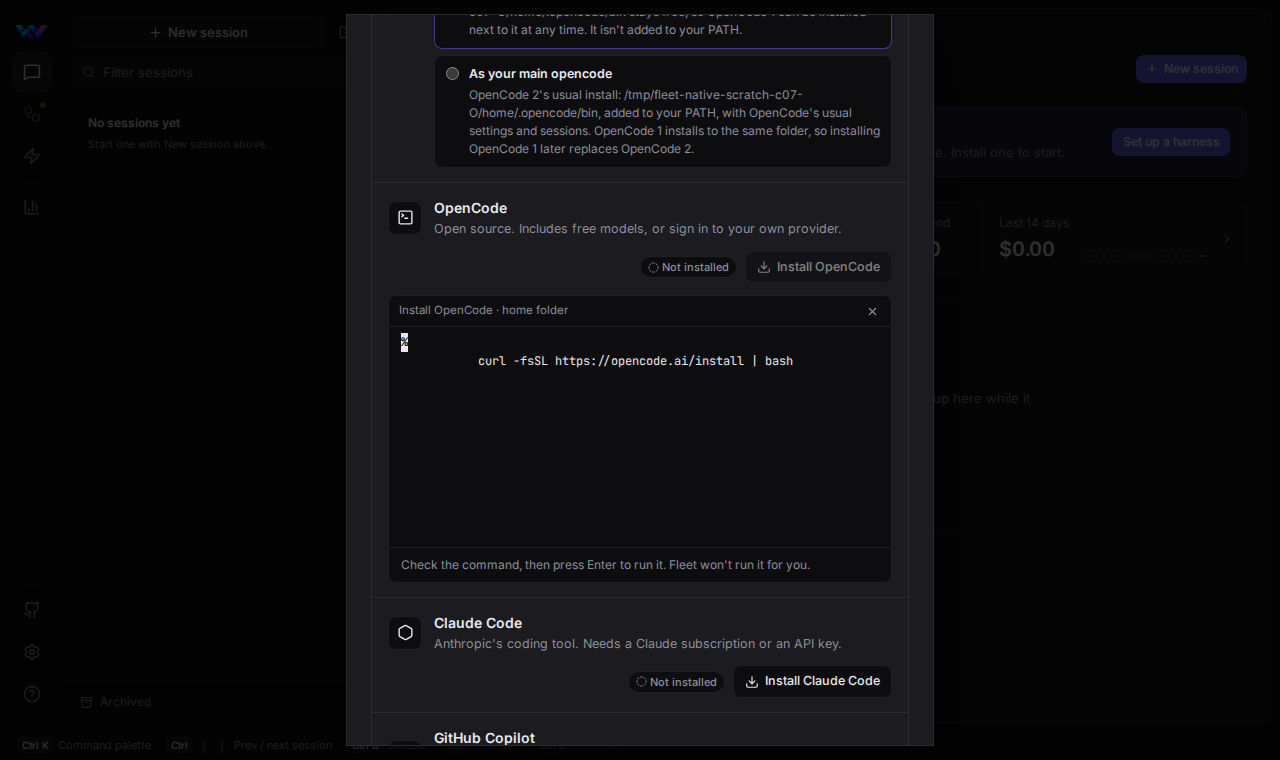 New session
Filter sessions
No sessions yet
Start one with New session above.
next to it at any time. It isn't added to your PATH.
As your main opencode
OpenCode 2's usual install: /tmp/fleet-native-scratch-c07-
O/home/.opencode/bin, added to your PATH, with OpenCode's usual
settings and sessions. OpenCode 1 installs to the same folder, so installing
OpenCode 1 later replaces OpenCode 2.
OpenCode
Open source. Includes free models, or sign in to your own provider.
Not installed
Install OpenCode
Install OpenCode · home folder
%
curl -fsSL https://opencode.ai/install | bash
Check the command, then press Enter to run it. Fleet won't run it for you.
Claude Code
Anthropic's coding tool. Needs a Claude subscription or an API key.
Not installed
Install Claude Code
GitHub Copilot
New session
e. Install one to start.
Set up a harness
Last 14 days
$0.00
up here while it
Archived
Ctrl K Command palette Ctrl [ ] Prev / next session